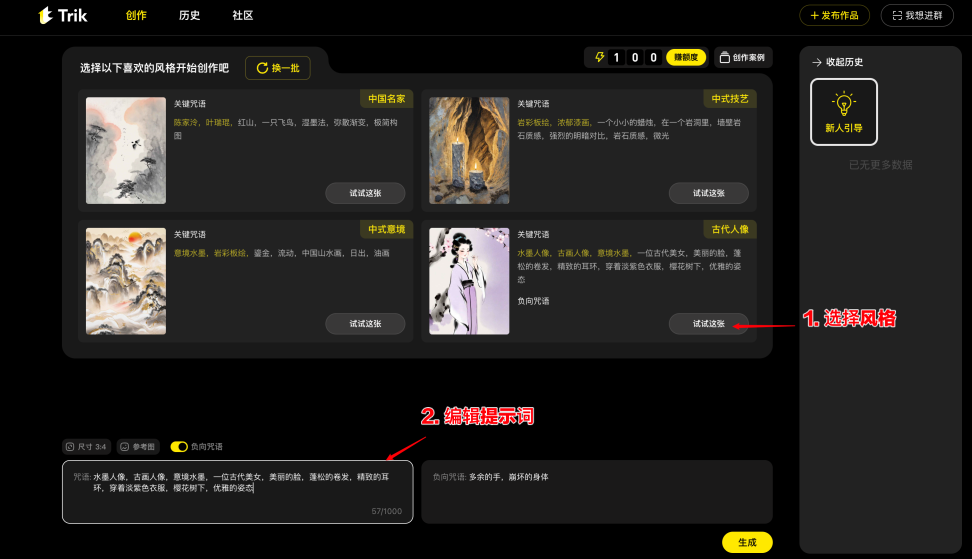 Trik
创作
历史
社区
＋发布作品
我想进群
选择以下喜欢的风格开始创作吧
换一批
1 0 0
赚额度
创作案例
收起历史
新人引导
已无更多数据
中国名家
关键咒语
陈家泠，叶瑞琨，红山，一只飞鸟，湿墨法，弥散渐变，极简构
图
试试这张
中式技艺
关键咒语
岩彩板绘，浓郁漆画，一个小小的蜡烛，在一个岩洞里，墙壁岩
石质感，强烈的明暗对比，岩石质感，微光
试试这张
中式意境
关键咒语
意境水墨，岩彩板绘，鎏金，流动，中国山水画，日出，油画
试试这张
古代人像
关键咒语
水墨人像，古画人像，意境水墨，一位古代美女，美丽的脸，蓬
松的卷发，精致的耳环，穿着淡紫色衣服，樱花树下，优雅的姿
态
负向咒语
试试这张
1. 选择风格
2. 编辑提示词
尺寸 3:4
参考图
负向咒语
咒语: 水墨人像，古画人像，意境水墨，一位古代美女，美丽的脸，蓬松的卷发，精致的耳
环，穿着淡紫色衣服，樱花树下，优雅的姿态
57/1000
负向咒语: 多余的手，崩坏的身体
生成